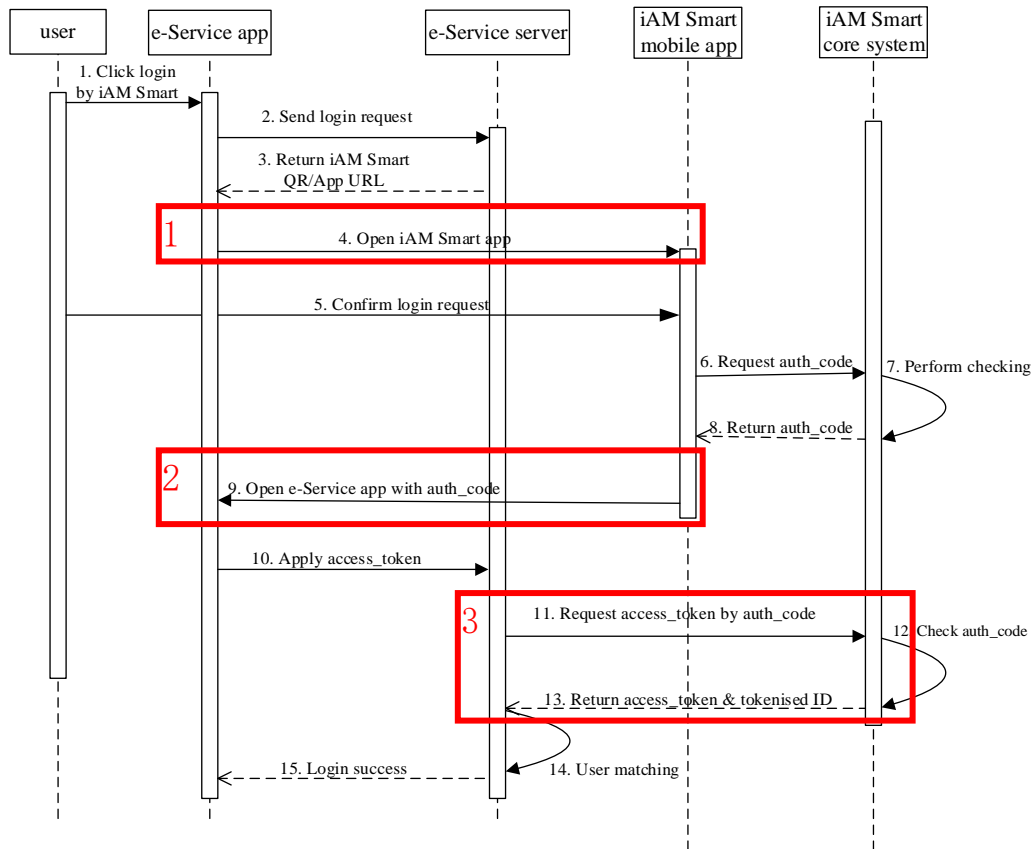 user
e-Service app
e-Service server
iAM Smart
mobile app
iAM Smart
core system
1. Click login
by iAM Smart
2. Send login request
3. Return iAM Smart
QR/App URL
1
4. Open iAM Smart app
5. Confirm login request
6. Request auth_code
7. Perform checking
8. Return auth_code
2
9. Open e-Service app with auth_code
10. Apply access_token
3
11. Request access_token by auth_code
12. Check auth_code
13. Return access_token & tokenised ID
14. User matching
15. Login success